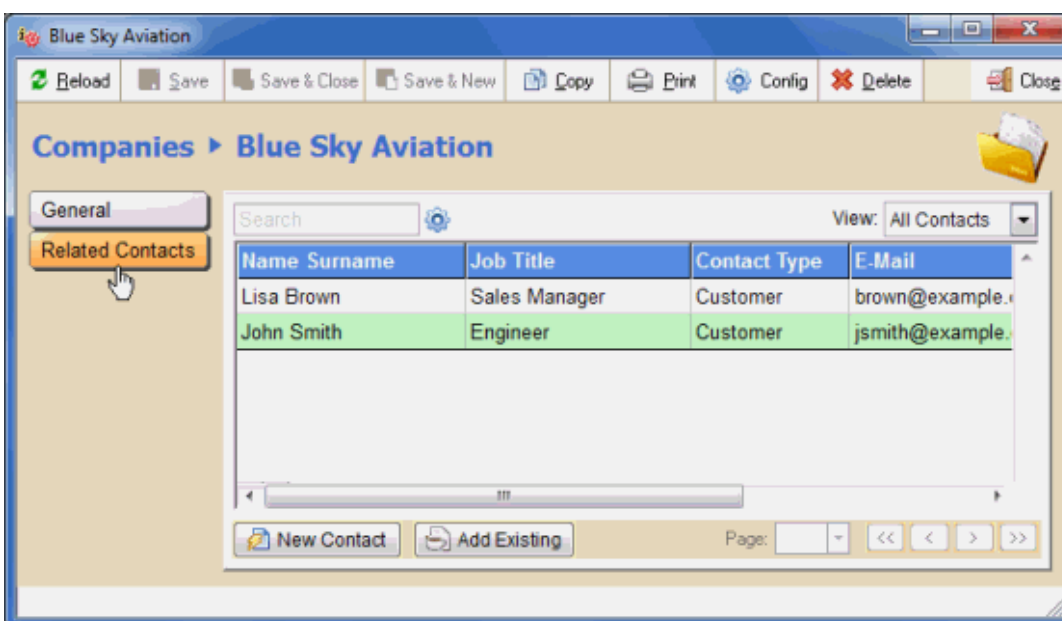 Blue Sky Aviation
Reload Save Save & Close Save & New Copy Print Config Delete Close
Companies Blue Sky Aviation
General
Related Contacts
Search View: All Contacts
Name Surname Job Title Contact Type E-Mail
Lisa Brown Sales Manager Customer brown@example.
John Smith Engineer Customer jsmith@example.
New Contact Add Existing Page: << < > >>